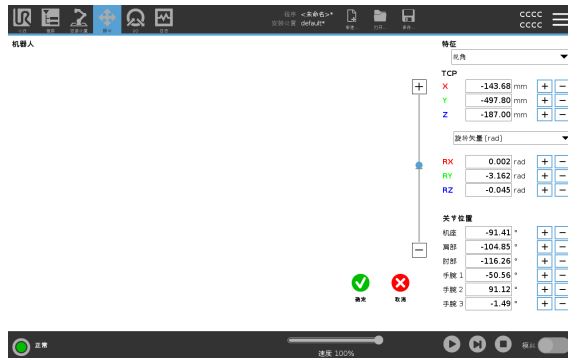 UR
程序 <未命名>*
安装设置 default*
新建... 打开... 保存...
CCCC
CCCC
机器人
特征
视角
TCP
X -143.68 mm + −
Y -497.80 mm + −
Z -187.00 mm + −
旋转矢量 [rad]
RX 0.002 rad + −
RY -3.162 rad + −
RZ -0.045 rad + −
关节位置
机座 -91.41 ° + −
肩部 -104.85 ° + −
肘部 -116.26 ° + −
手腕 1 -50.56 ° + −
手腕 2 91.12 ° + −
手腕 3 -1.49 ° + −
确定 取消
正常
速度 100%